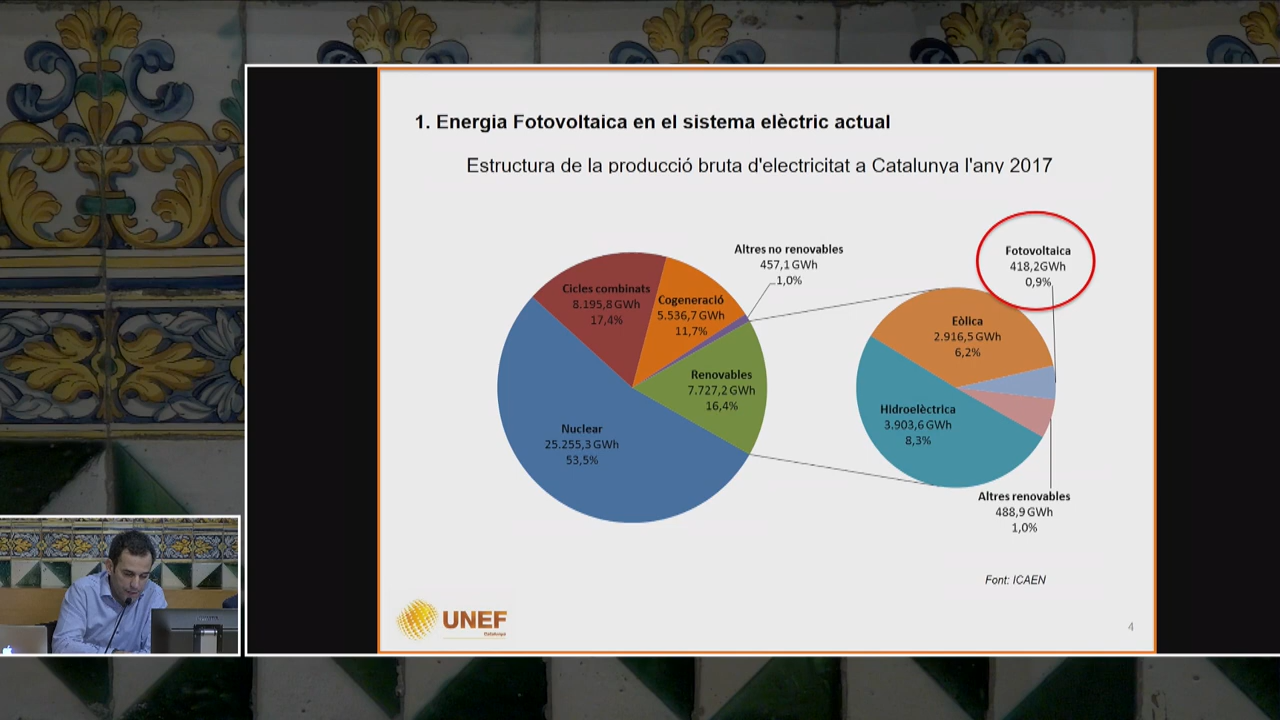 1. Energia Fotovoltaica en el sistema elèctric actual
Estructura de la producció bruta d'electricitat a Catalunya l'any 2017
Altres no renovables
457,1 GWh
1,0%
Fotovoltaica
418,2GWh
0,9%
Cicles combinats
8.195,8 GWh
17,4%
Cogeneració
5.536,7 GWh
11,7%
Eòlica
2.916,5 GWh
6,2%
Renovables
7.727,2 GWh
16,4%
Hidroelèctrica
3.903,6 GWh
8,3%
Nuclear
25.255,3 GWh
53,5%
Altres renovables
488,9 GWh
1,0%
Font: ICAEN
UNEF
Catalunya
4